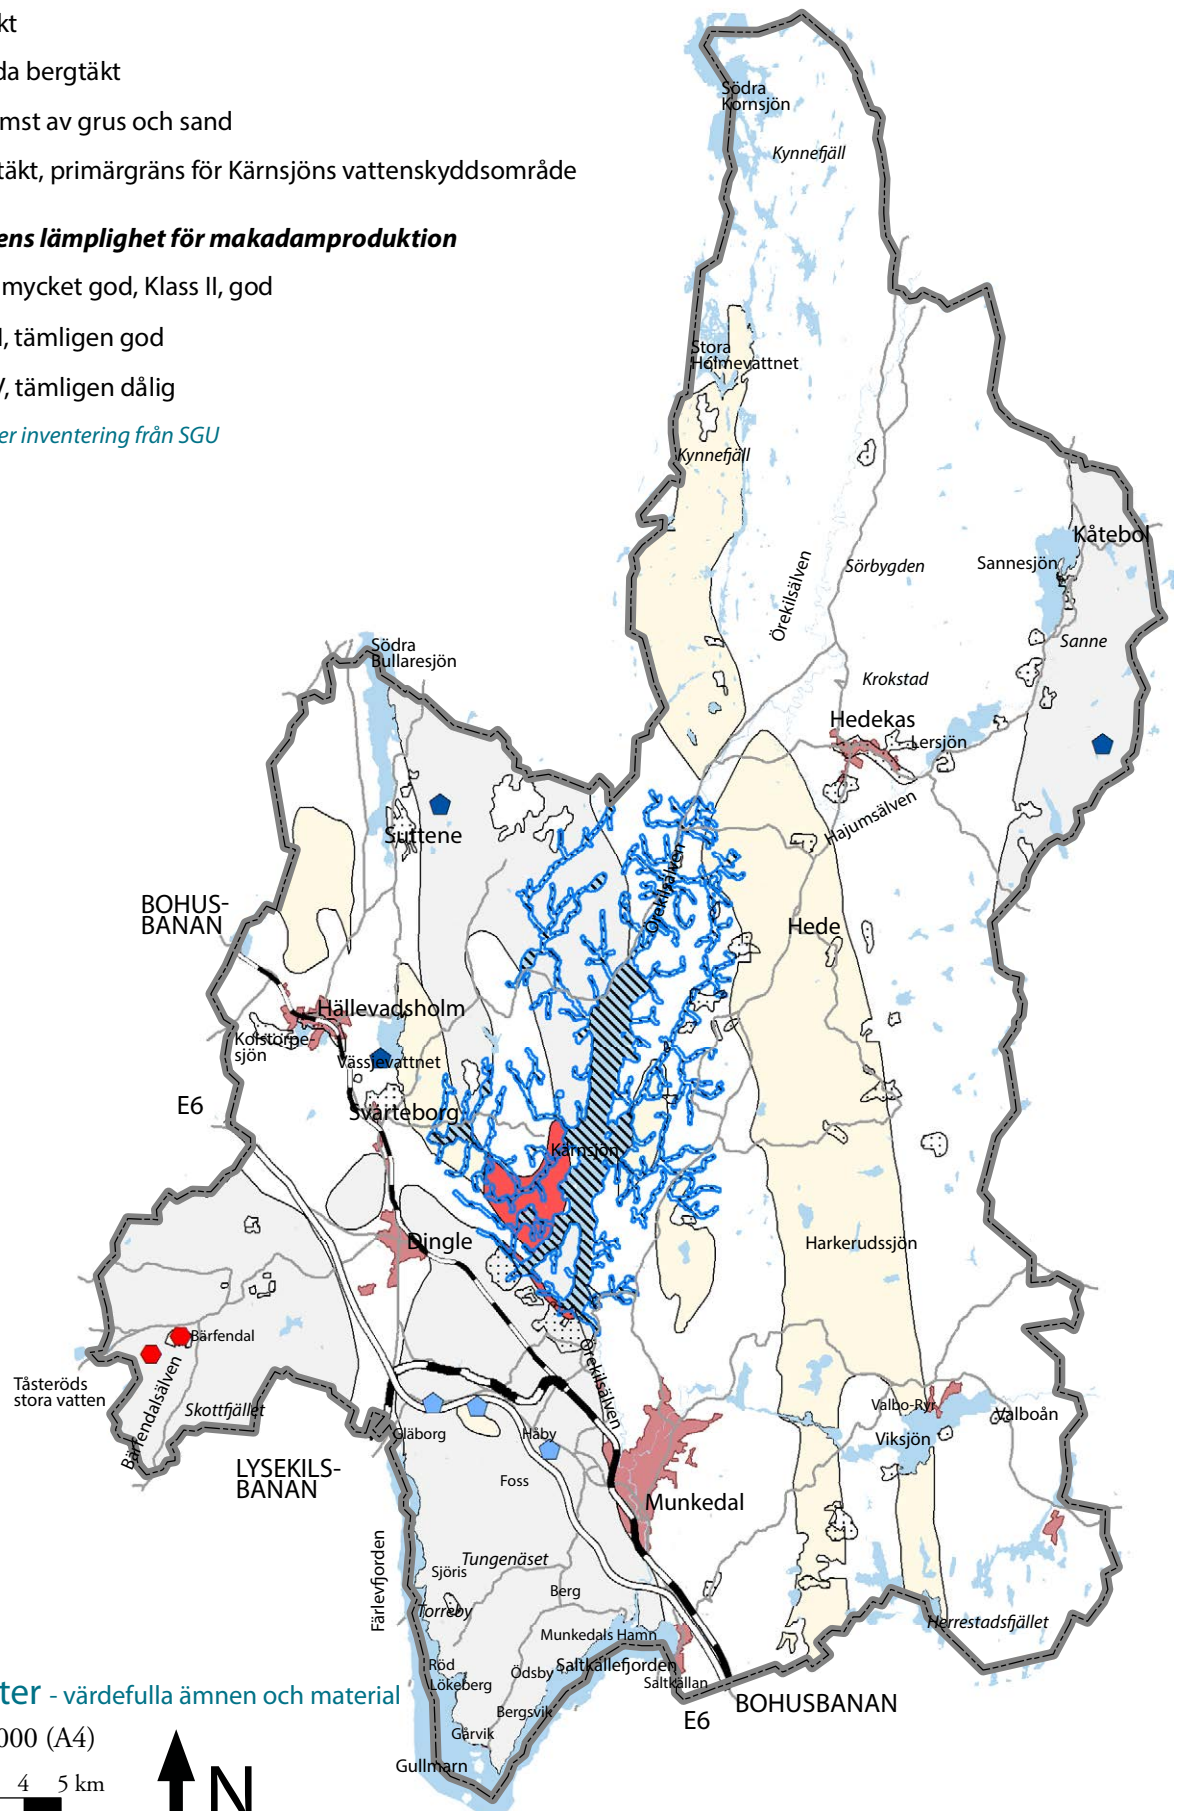 kt
da bergtäkt
mst av grus och sand
täkt, primärgräns för Kärnsjöns vattenskyddsområde
ens lämplighet för makadamproduktion
mycket god, Klass II, god
I, tämligen god
V, tämligen dålig
er inventering från SGU
Södra
Kornsjön
Kynnefjäll
Stora
Holmevattnet
Kynnefjäll
Kåtebol
Sannesjön
Sörbygden
Örekilsälven
Sanne
Södra
Bullaresjön
Krokstad
Hedekas
Lersjön
Hajumsälven
Suttene
Örekilsälven
BOHUS-
BANAN
Hede
Hällevadsholm
Kolstorpe-
sjön
Vässjevattnet
E6
Svarteborg
Kärnsjön
Dingle
Harkerudssjön
Bärfendal
Tåsteröds
stora vatten
Bärfendalsälven
Skottfjället
Örekilsälven
Valbo-Ryr
Valboån
Viksjön
Gläborg
Håby
LYSEKILS-
BANAN
Foss
Munkedal
Färlevfjorden
Tungenäset
Sjöris
Berg
Torreby
Herrestadsfjället
Munkedals Hamn
Saltkällefjorden
Röd
Lökeberg
Ödsby
Saltkällan
ter - värdefulla ämnen och material
Bergsvik
BOHUSBANAN
E6
Gårvik
000 (A4)
Gullmarn
4 5 km
N